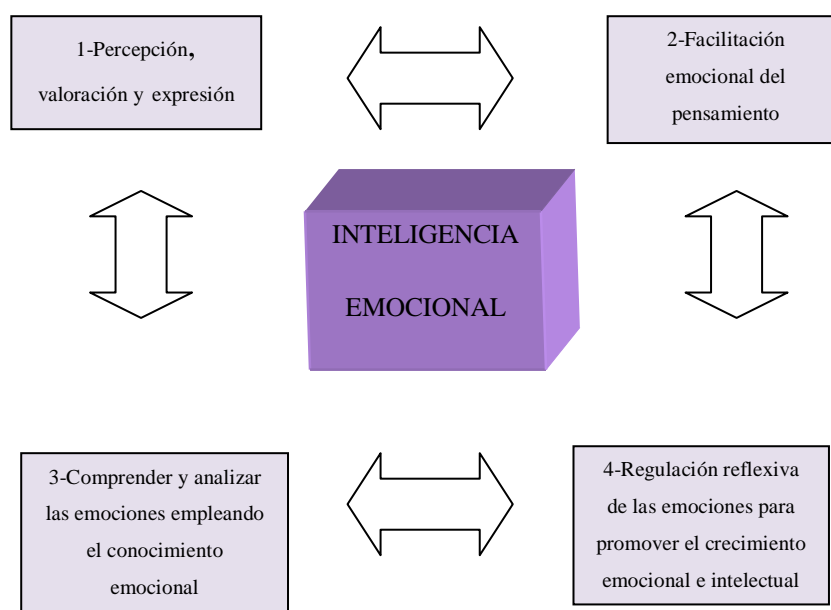 1-Percepción,
valoración y expresión
2-Facilitación
emocional del
pensamiento
INTELIGENCIA
EMOCIONAL
3-Comprender y analizar
las emociones empleando
el conocimiento
emocional
4-Regulación reflexiva
de las emociones para
promover el crecimiento
emocional e intelectual